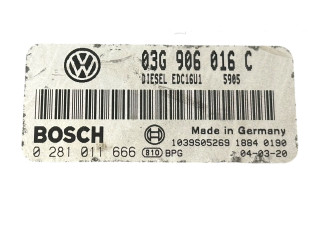 03G 906 016 C
DIESEL EDC16U1 5905
BOSCH
Made in Germany
1039S05269 1884 0190
0 281 011 666 810 BPG 04-03-20